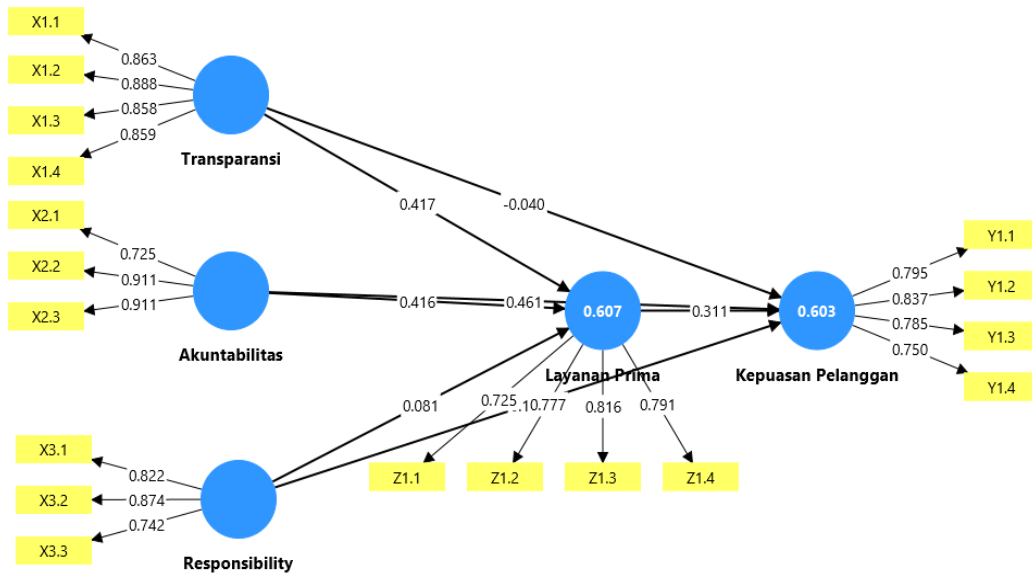 X1.1
0.863
X1.2
0.888
X1.3
0.858
X1.4
0.859
Transparansi
0.417
-0.040
X2.1
0.725
X2.2
0.911
X2.3
0.911
Akuntabilitas
0.416
0.461
0.607
0.311
0.603
Layanan Prima
Kepuasan Pelanggan
Y1.1
0.795
Y1.2
0.837
Y1.3
0.785
Y1.4
0.750
0.081
0.725
0.777
0.816
0.791
Z1.1
Z1.2
Z1.3
Z1.4
X3.1
0.822
X3.2
0.874
X3.3
0.742
Responsibility